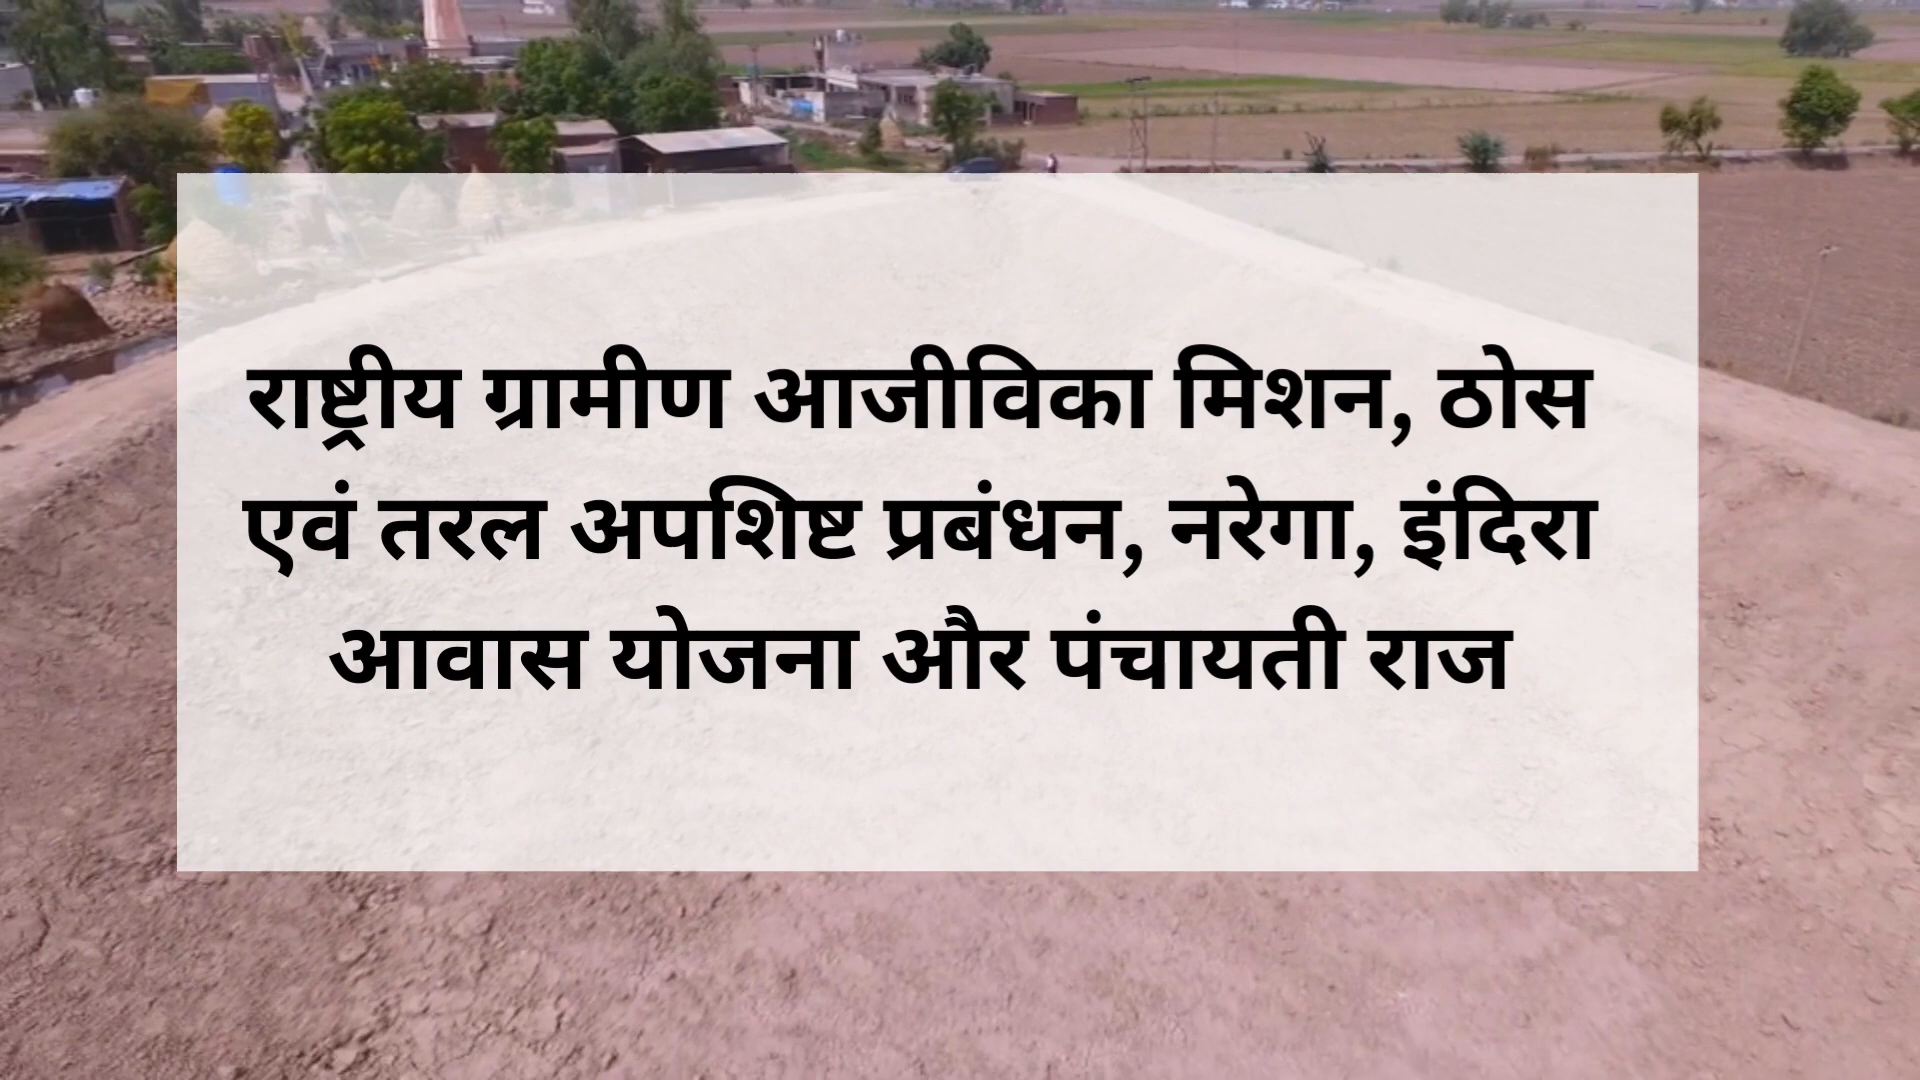 राष्ट्रीय ग्रामीण आजीविका मिशन, ठोस
एवं तरल अपशिष्ट प्रबंधन, नरेगा, इंदिरा
आवास योजना और पंचायती राज